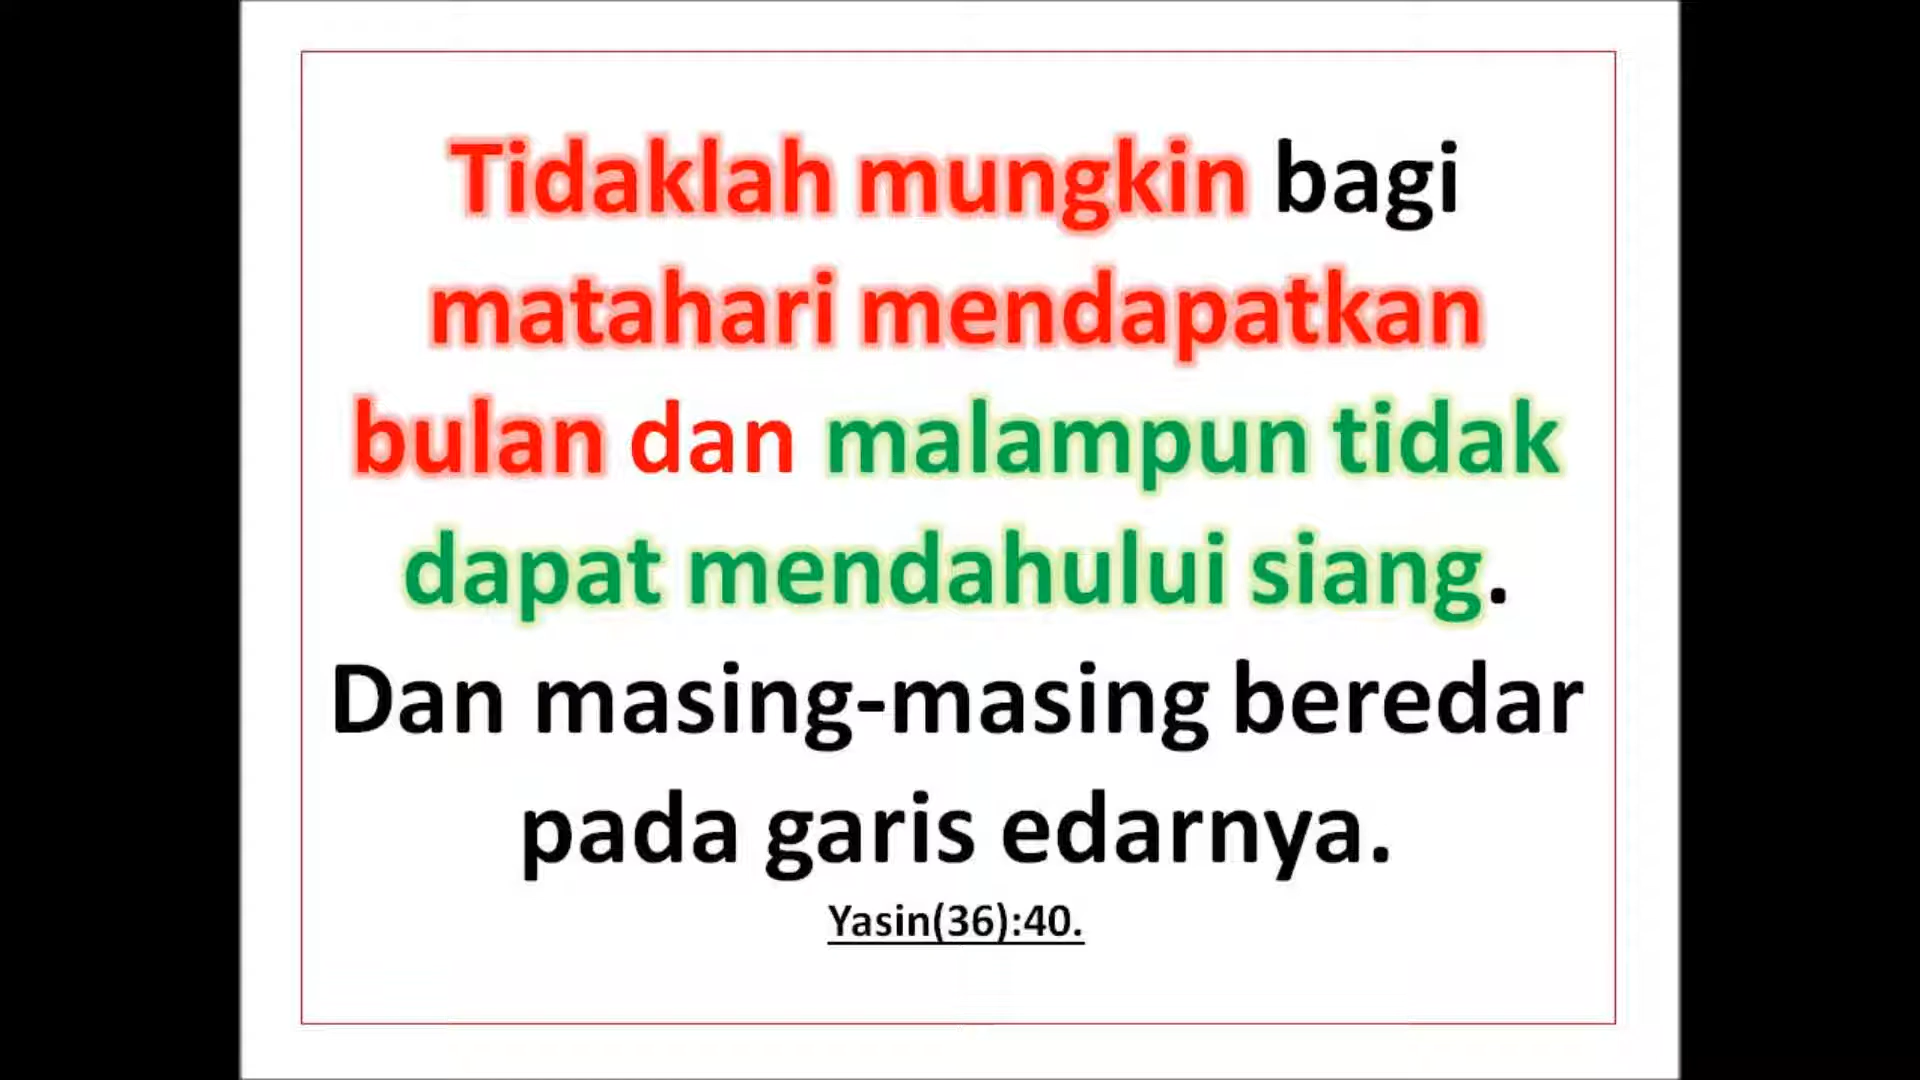 Tidaklah mungkin bagi
matahari mendapatkan
bulan dan malampun tidak
dapat mendahului siang.
Dan masing-masing beredar
pada garis edarnya.
Yasin(36):40.